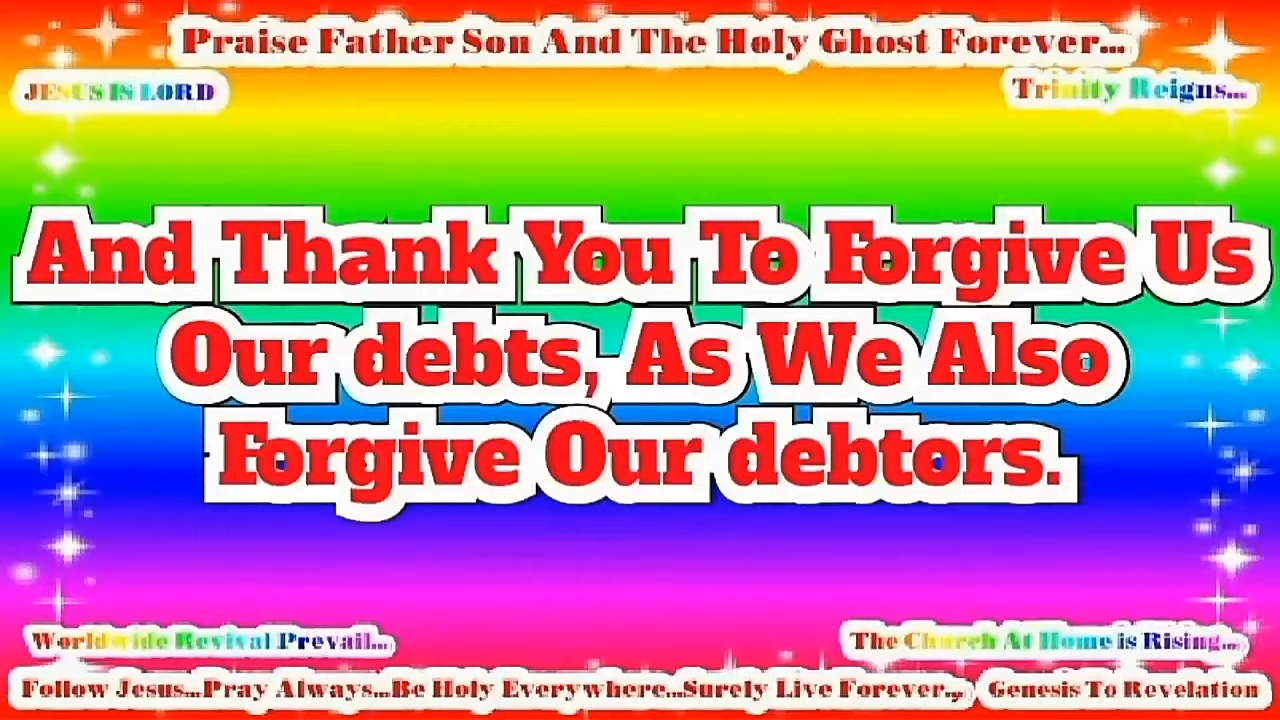 Praise Father Son And The Holy Ghost Forever...
JESUS IS LORD
Trinity Reigns...
And Thank You To Forgive Us
Our debts, As We Also
Forgive Our debtors.
Worldwide Revival Prevail...
The Church At Home is Rising...
Follow Jesus...Pray Always...Be Holy Everywhere...Surely Live Forever..,
Genesis To Revelation